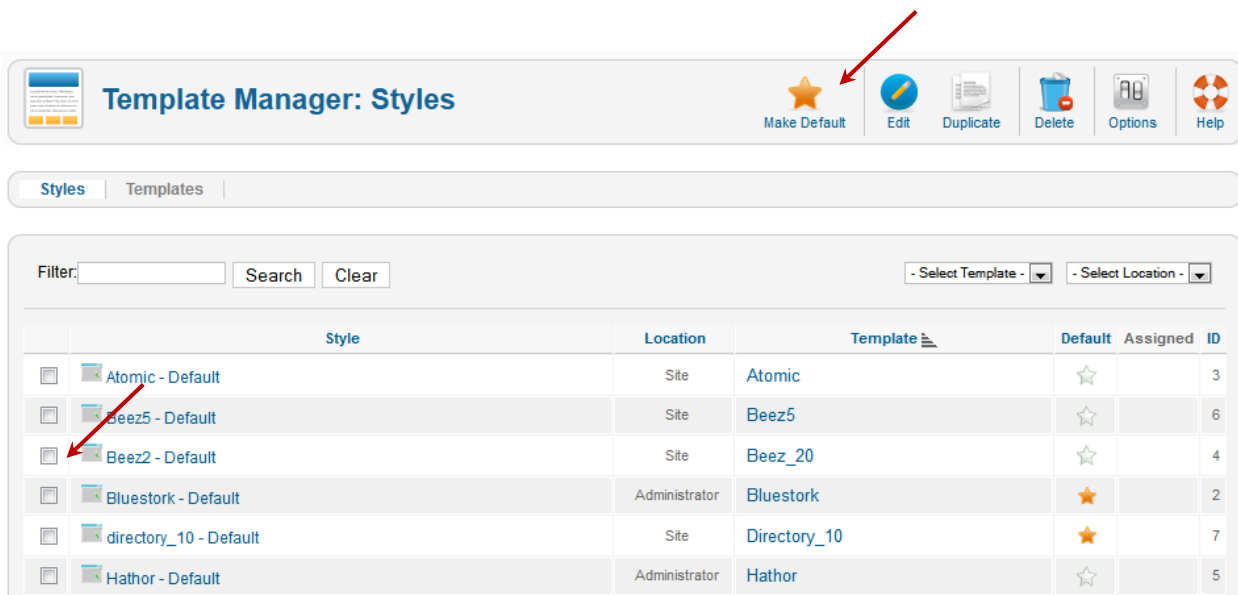 Template Manager: Styles
Make Default Edit Duplicate Delete Options Help
Styles Templates
Filter: Search Clear - Select Template - - Select Location -
Style Location Template Default Assigned ID
Atomic - Default Site Atomic 3
Beez5 - Default Site Beez5 6
Beez2 - Default Site Beez_20 4
Bluestork - Default Administrator Bluestork 2
directory_10 - Default Site Directory_10 7
Hathor - Default Administrator Hathor 5